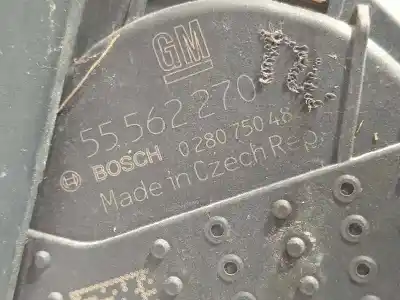 GM
55.562 270
BOSCH 0 280 750 48
Made in Czech Rep.